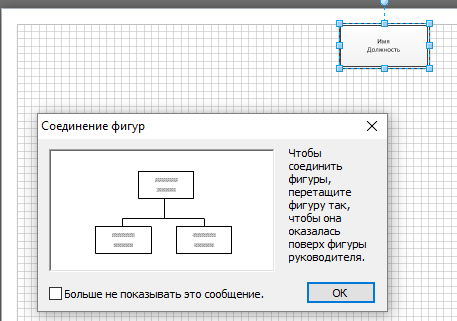 Имя
Должность
Соединение фигур
Чтобы
соединить
фигуры,
перетащите
фигуру так,
чтобы она
оказалась
поверх фигуры
руководителя.
Больше не показывать это сообщение.
OK